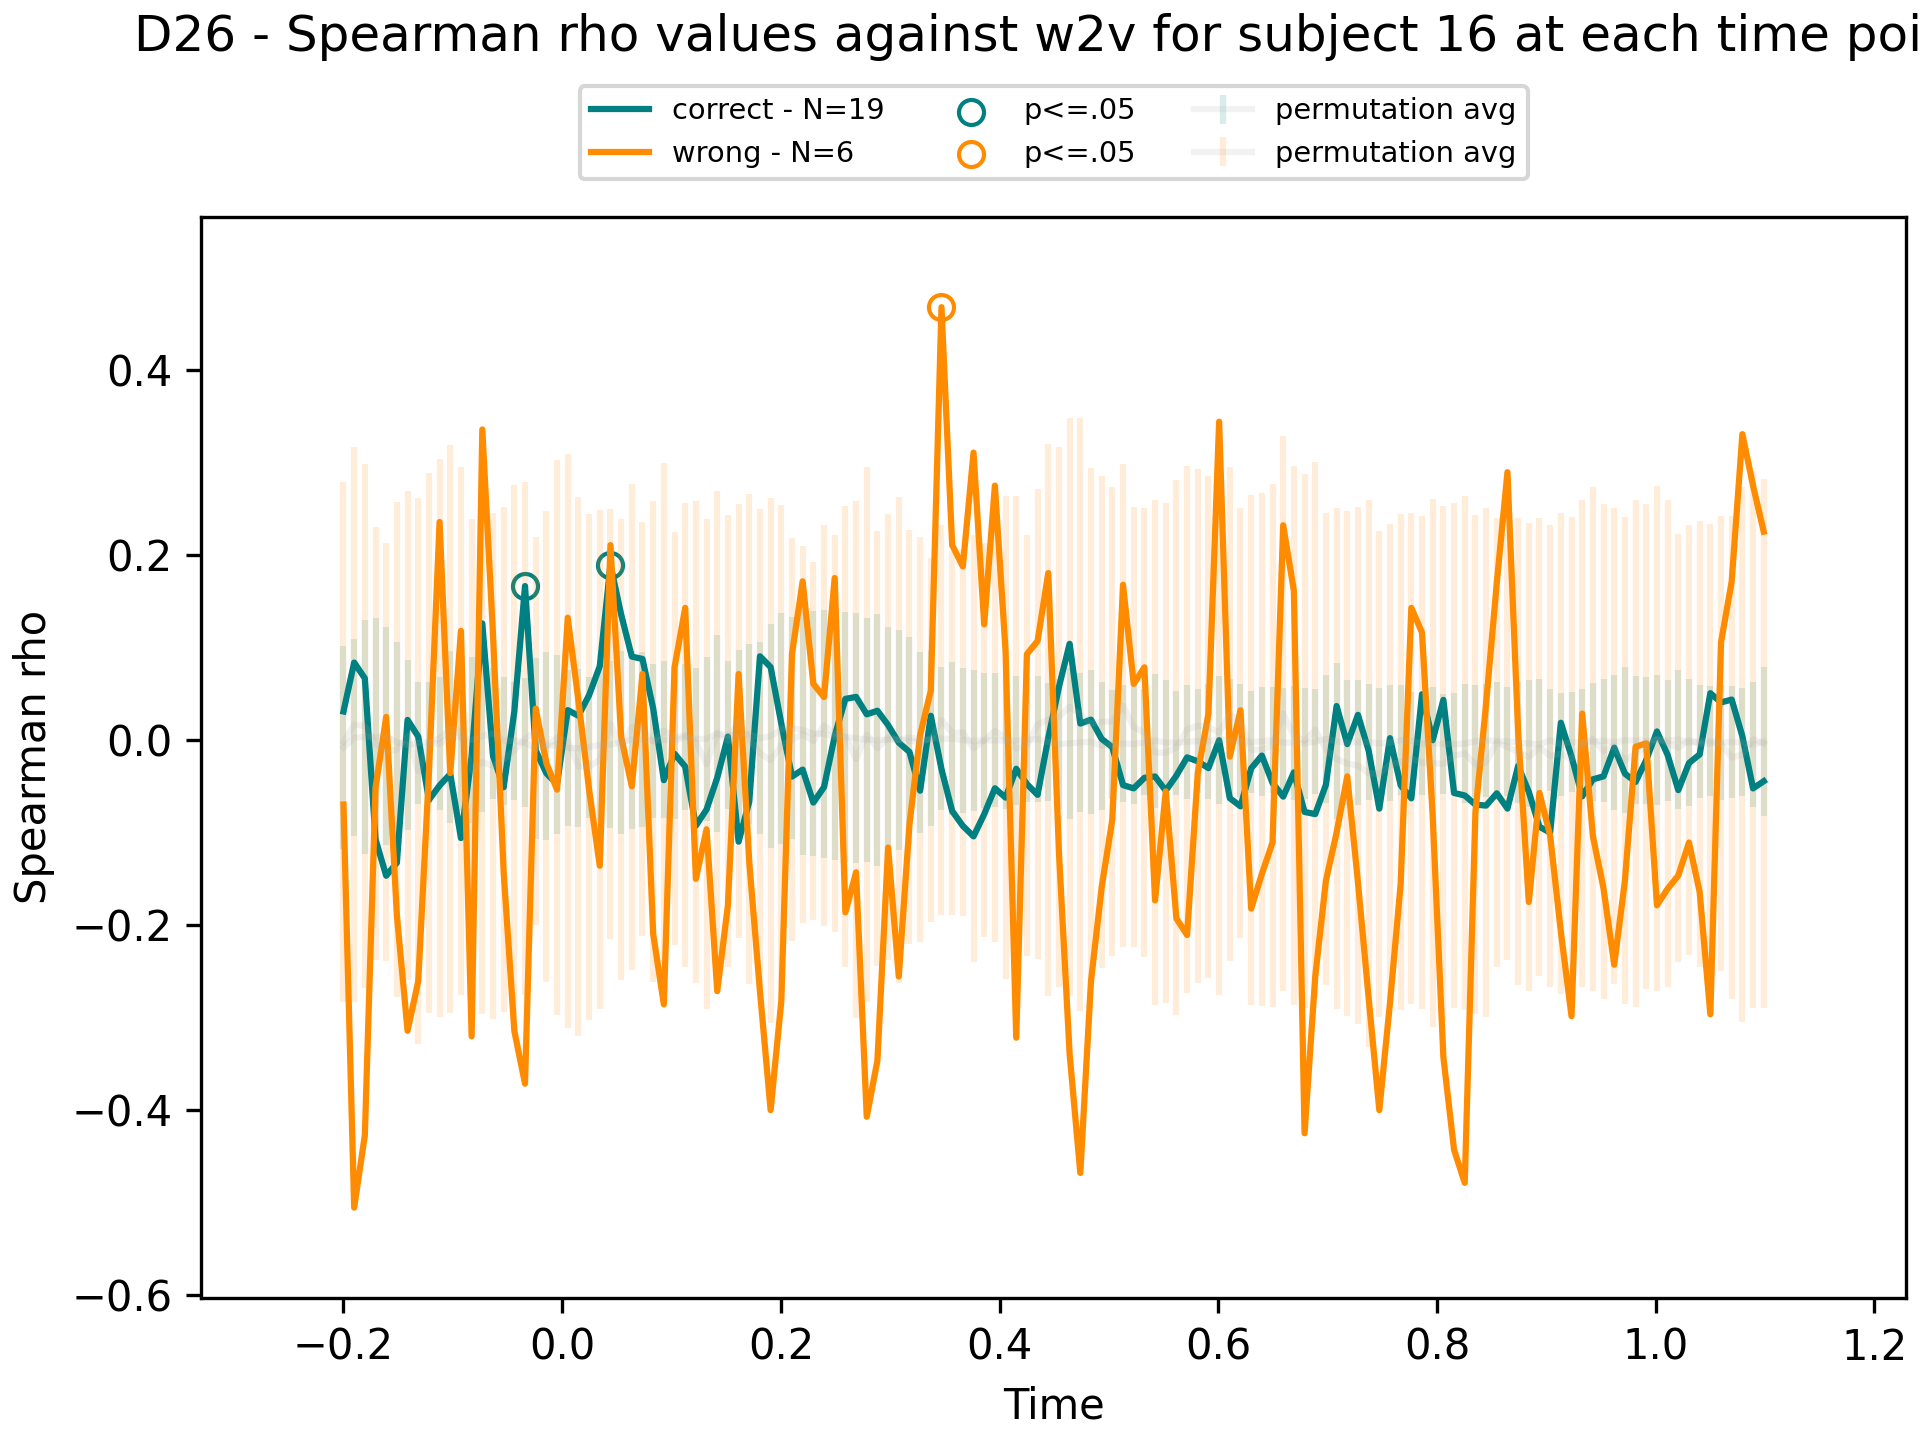 D26 - Spearman rho values against w2v for subject 16 at each time poi
correct - N=19 p<=.05 permutation avg
wrong - N=6 p<=.05 permutation avg
Spearman rho
0.4
0.2
0.0
−0.2
−0.4
−0.6
−0.2 0.0 0.2 0.4 0.6 0.8 1.0 1.2
Time